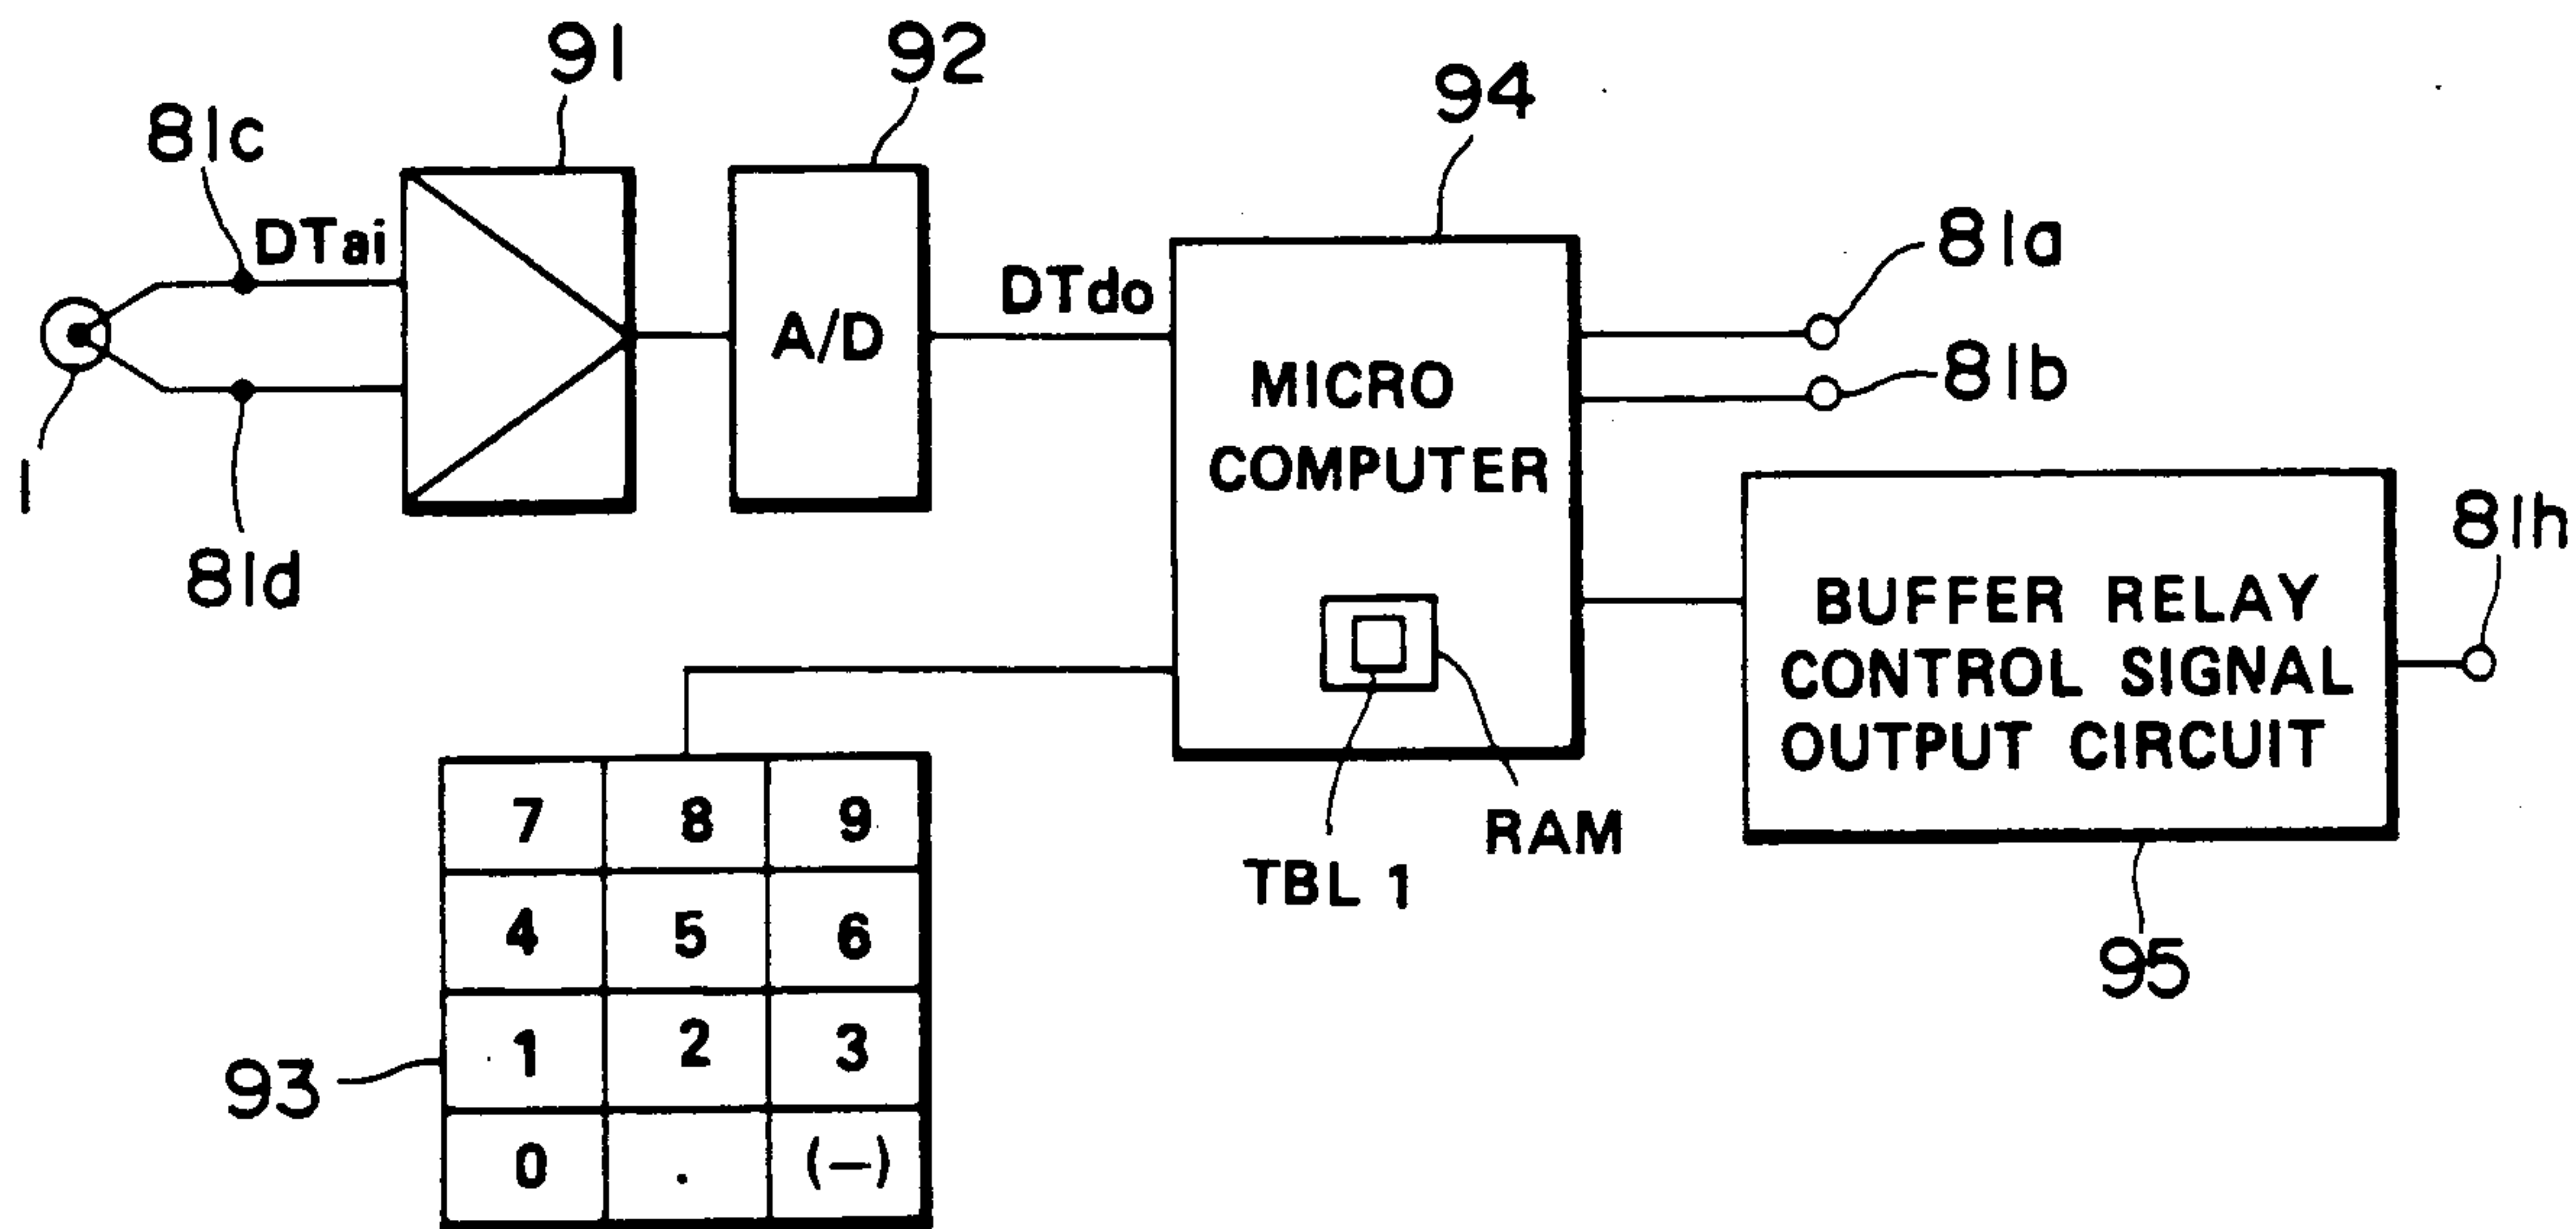 91
92
94
81c
DTai
81a
DTdo
A/D
81b
MICRO
COMPUTER
1
81d
81h
BUFFER RELAY
CONTROL SIGNAL
OUTPUT CIRCUIT
RAM
TBL 1
95
7 8 9
4 5 6
93
1 2 3
0 . (—)